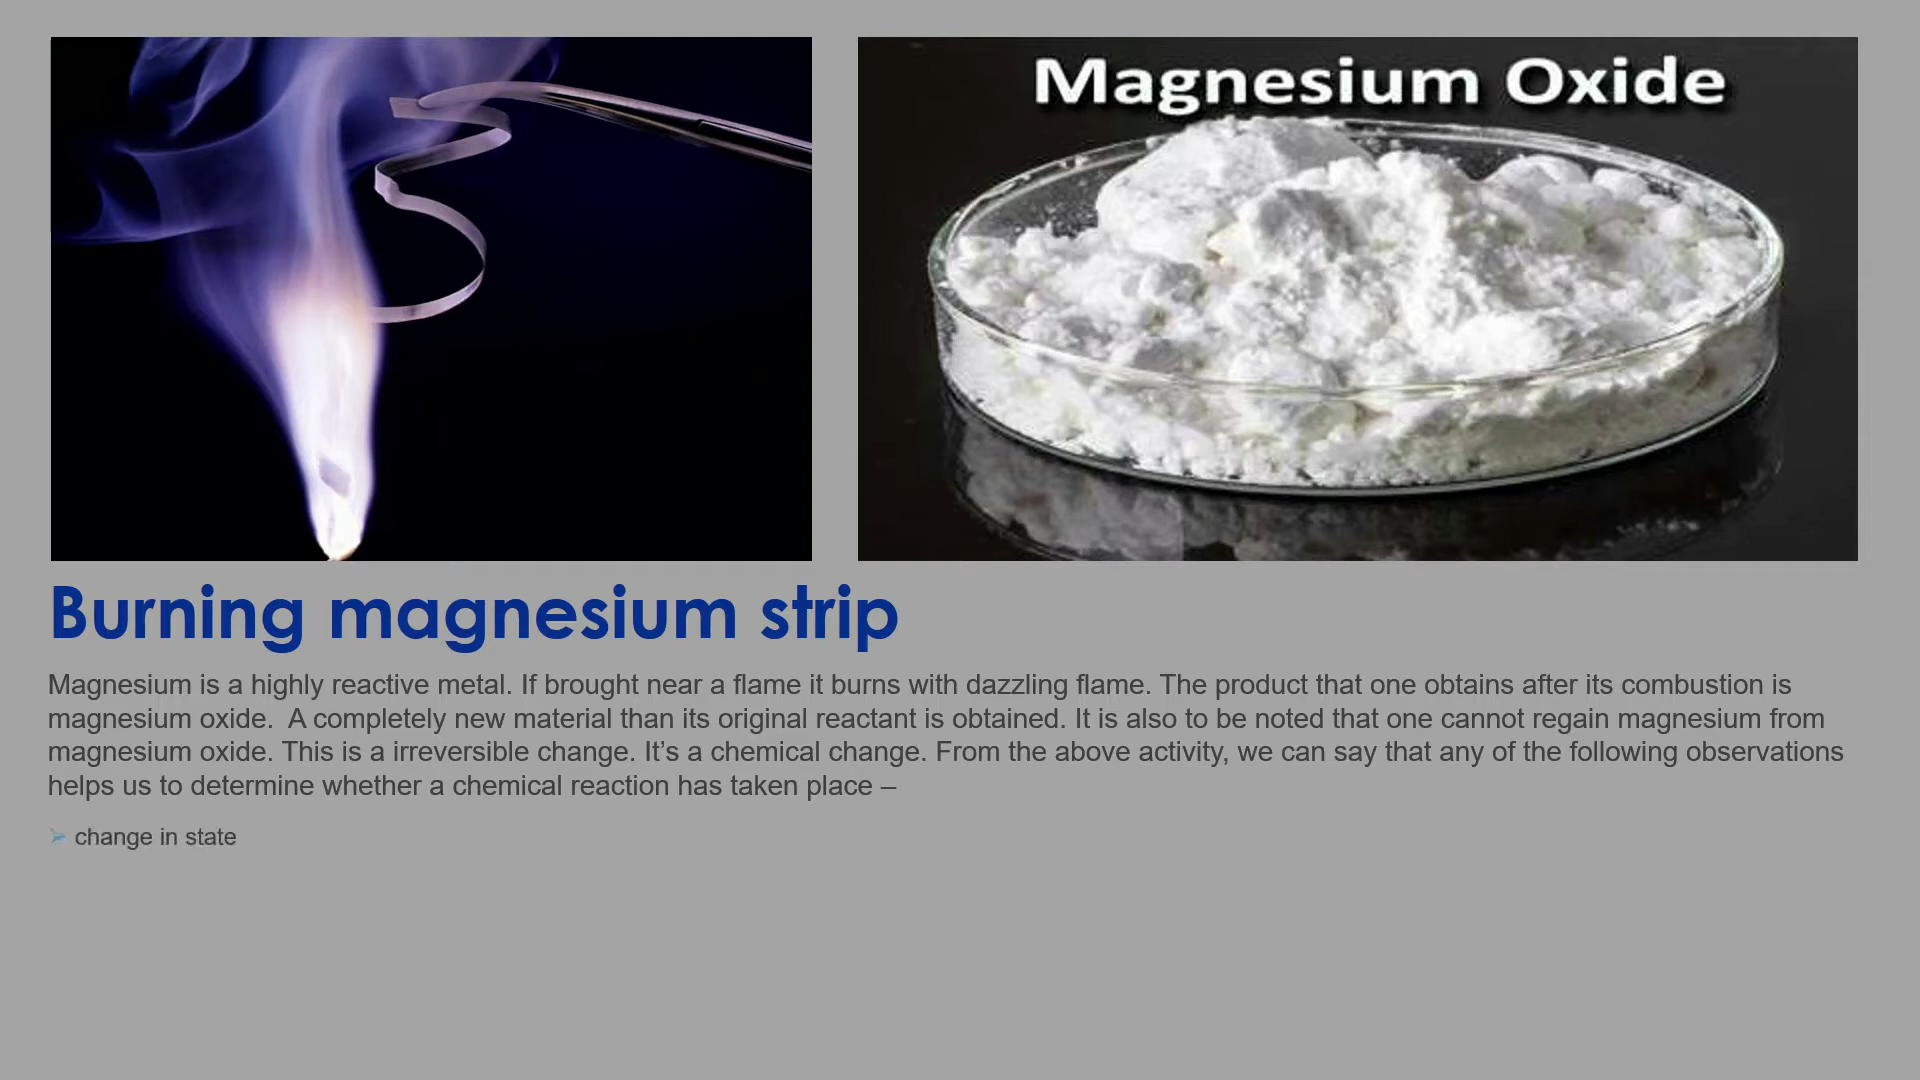 Magnesium Oxide
Burning magnesium strip
Magnesium is a highly reactive metal. If brought near a flame it burns with dazzling flame. The product that one obtains after its combustion is
magnesium oxide.  A completely new material than its original reactant is obtained. It is also to be noted that one cannot regain magnesium from
magnesium oxide. This is a irreversible change. It’s a chemical change. From the above activity, we can say that any of the following observations
helps us to determine whether a chemical reaction has taken place –
➢ change in state